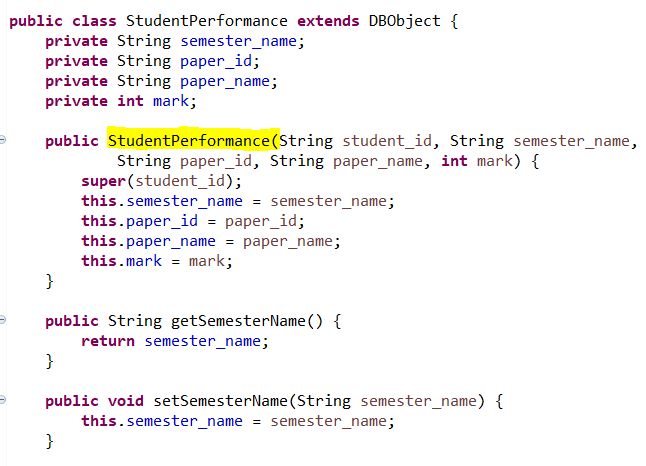 public class StudentPerformance extends DBObject {
    private String semester_name;
    private String paper_id;
    private String paper_name;
    private int mark;

    public StudentPerformance(String student_id, String semester_name,
            String paper_id, String paper_name, int mark) {
        super(student_id);
        this.semester_name = semester_name;
        this.paper_id = paper_id;
        this.paper_name = paper_name;
        this.mark = mark;
    }

    public String getSemesterName() {
        return semester_name;
    }

    public void setSemesterName(String semester_name) {
        this.semester_name = semester_name;
    }